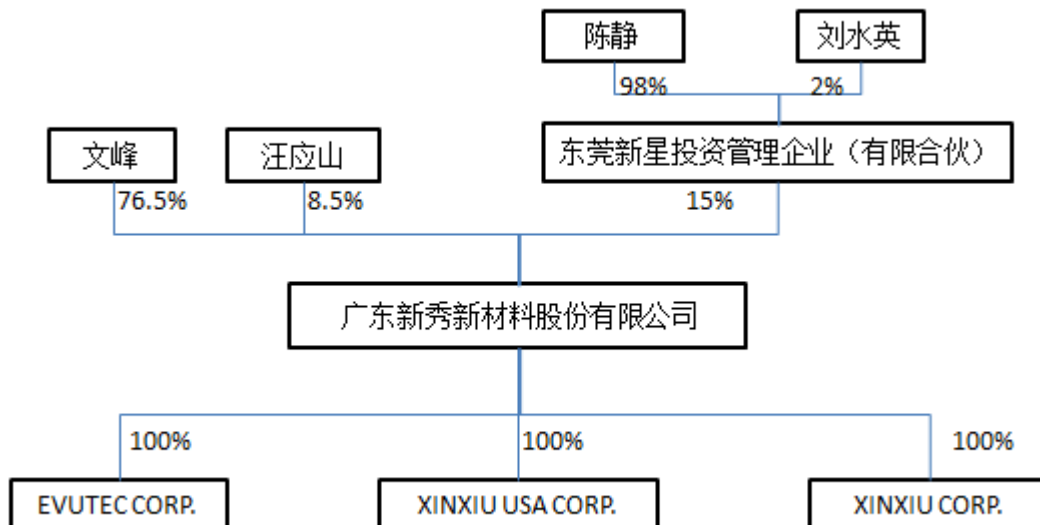 陈静
刘水英
98%
2%
文峰
汪应山
东莞新星投资管理企业（有限合伙）
76.5%
8.5%
15%
广东新秀新材料股份有限公司
100%
100%
100%
EVUTEC CORP.
XINXIU USA CORP.
XINXIU CORP.